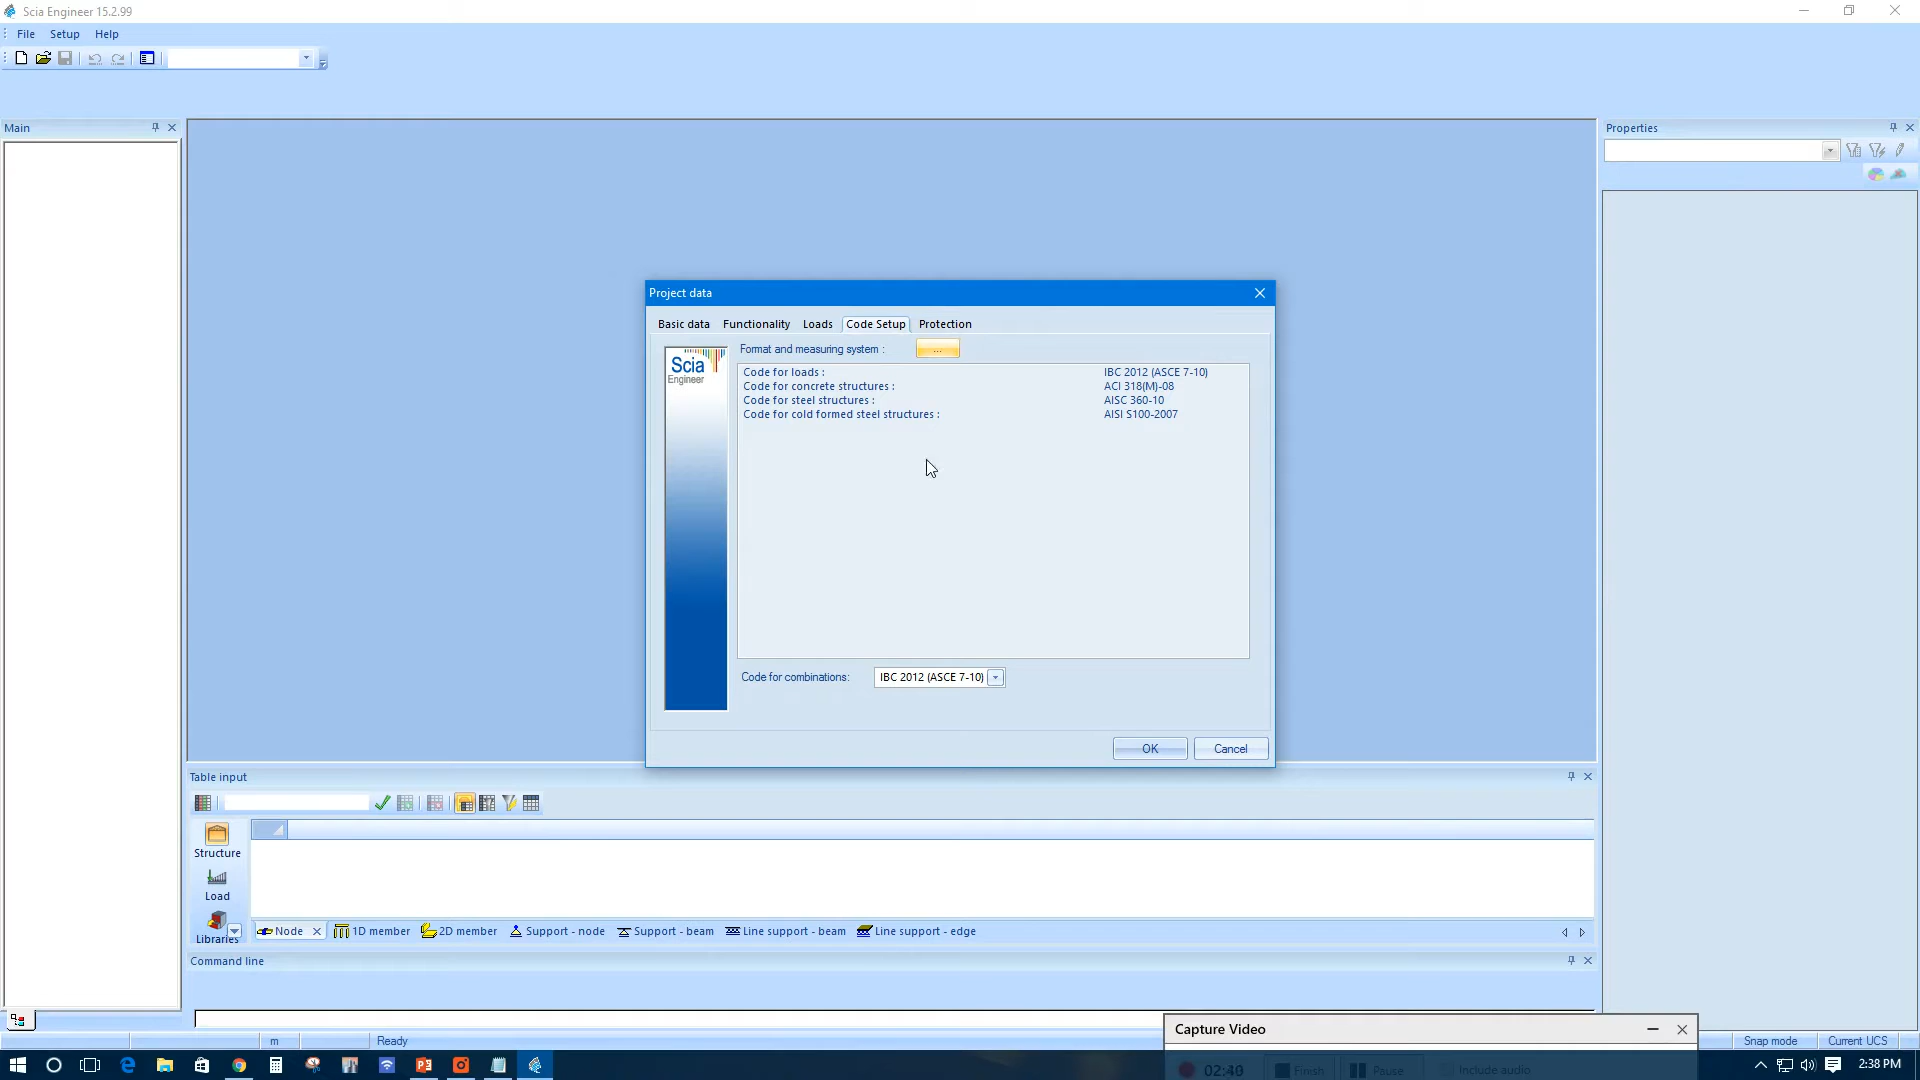 Scia Engineer 15.2.99
File Setup Help
Main
Properties
Project data
Basic data Functionality Loads Code Setup Protection
Scia
Engineer
Format and measuring system : ...
Code for loads : IBC 2012 (ASCE 7-10)
Code for concrete structures : ACI 318(M)-08
Code for steel structures : AISC 360-10
Code for cold formed steel structures : AISI S100-2007
Code for combinations: IBC 2012 (ASCE 7-10)
OK Cancel
Table input
Structure
Load
Libraries
Node 1D member 2D member Support - node Support - beam Line support - beam Line support - edge
Command line
Capture Video
m Ready Snap mode Current UCS
02:40 Finish Pause Include audio
2:38 PM